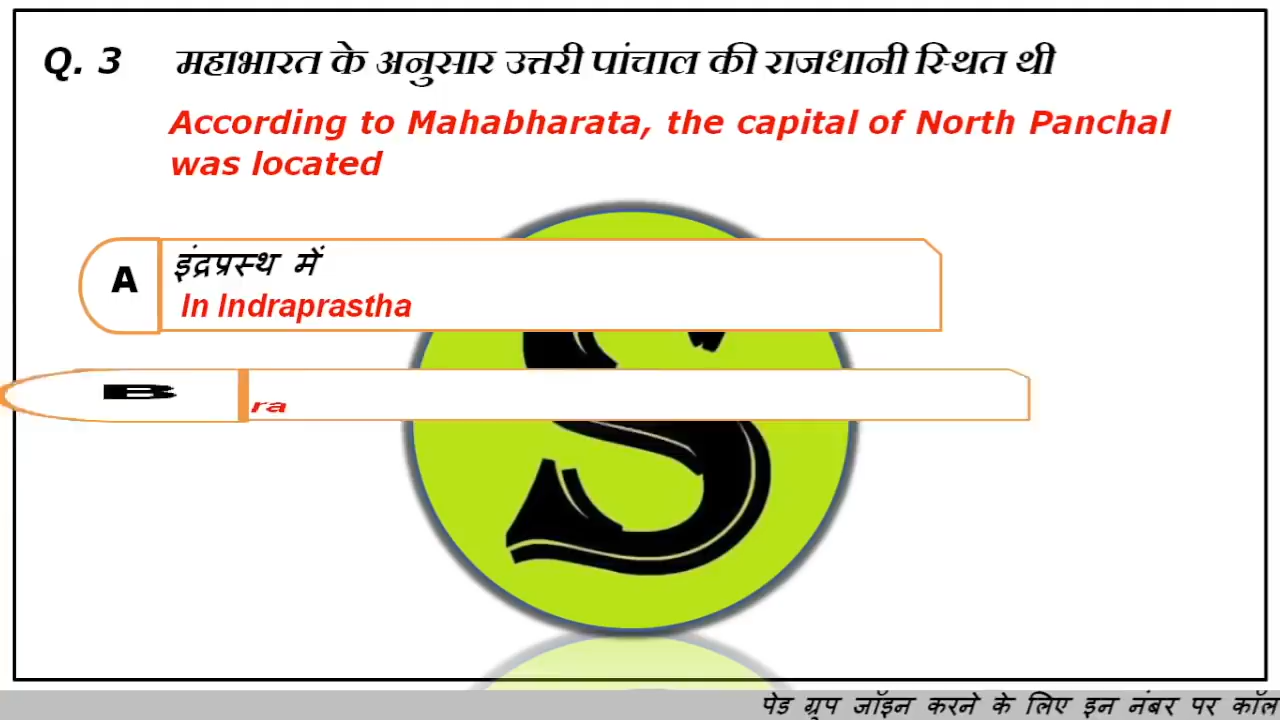 Q. 3 महाभारत के अनुसार उत्तरी पांचाल की राजधानी स्थित थी
According to Mahabharata, the capital of North Panchal
was located
A इंद्रप्रस्थ में
In Indraprastha
B
ra
पेड ग्रुप जॉइन करने के लिए इन नंबर पर कॉल